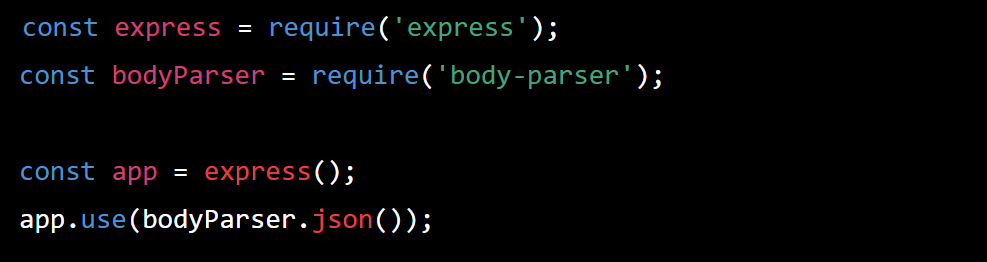 const express = require('express');
const bodyParser = require('body-parser');
const app = express();
app.use(bodyParser.json());